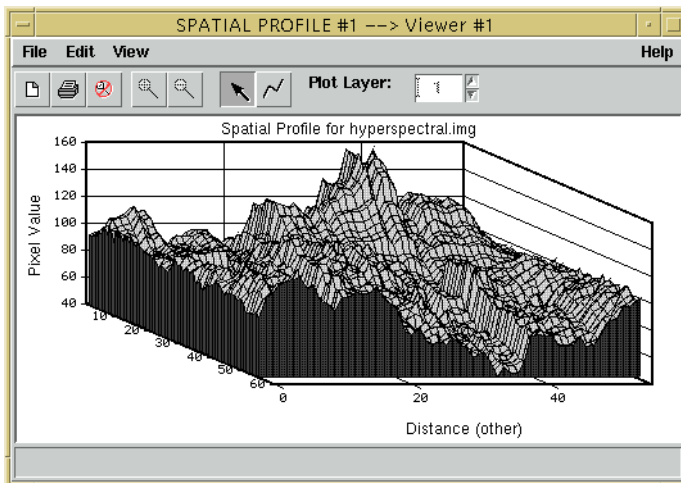 SPATIAL PROFILE #1 --> Viewer #1
File Edit View Help
Plot Layer: 1
Spatial Profile for hyperspectral.img
160
140
120
100
80
60
40
Pixel Value
10
20
30
40
50
60
0 20 40
Distance (other)